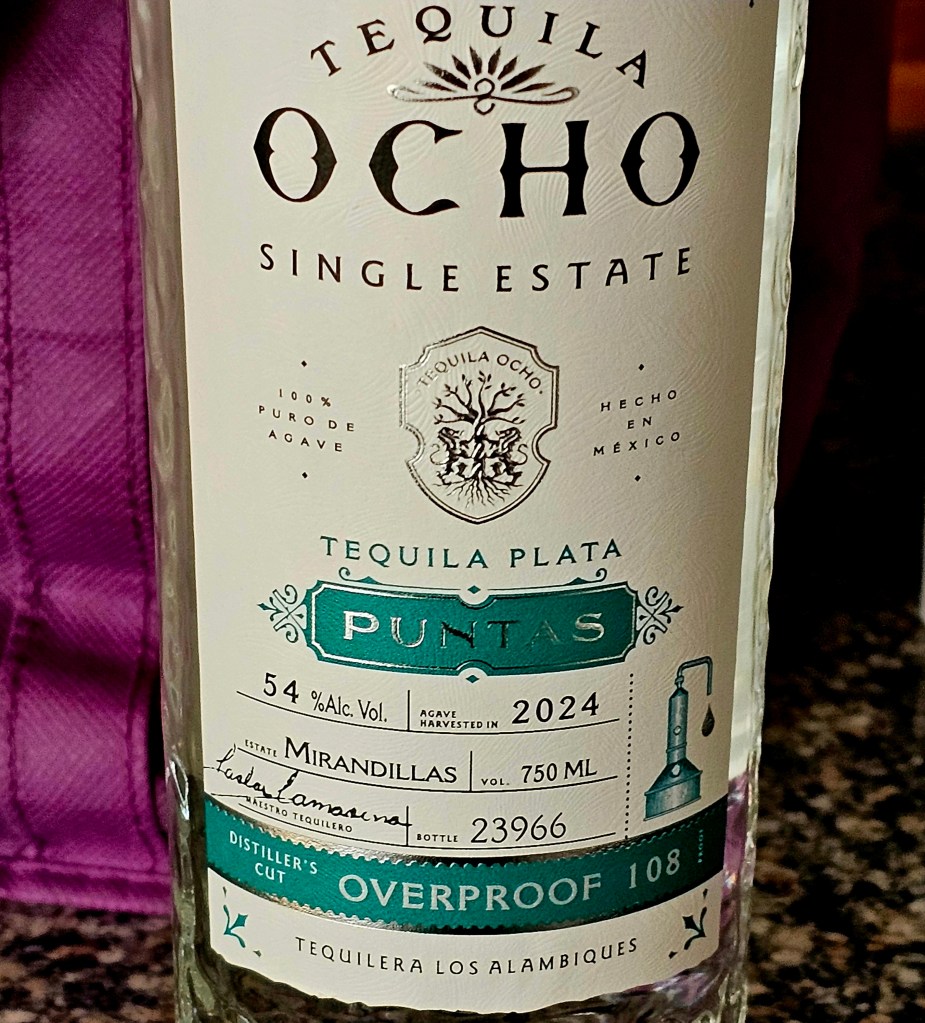 TEQUILA
OCHO
SINGLE ESTATE
TEQUILA OCHO
100%
PURO DE
AGAVE
HECHO
EN
MÉXICO
TEQUILA PLATA
PUNTAS
54 %Alc. Vol.
AGAVE
HARVESTED IN 2024
ESTATE MIRANDILLAS
VOL. 750 ML
MAESTRO TEQUILERO
BOTTLE 23966
DISTILLER'S
CUT
OVERPROOF 108
PROOF
TEQUILERA LOS ALAMBIQUES